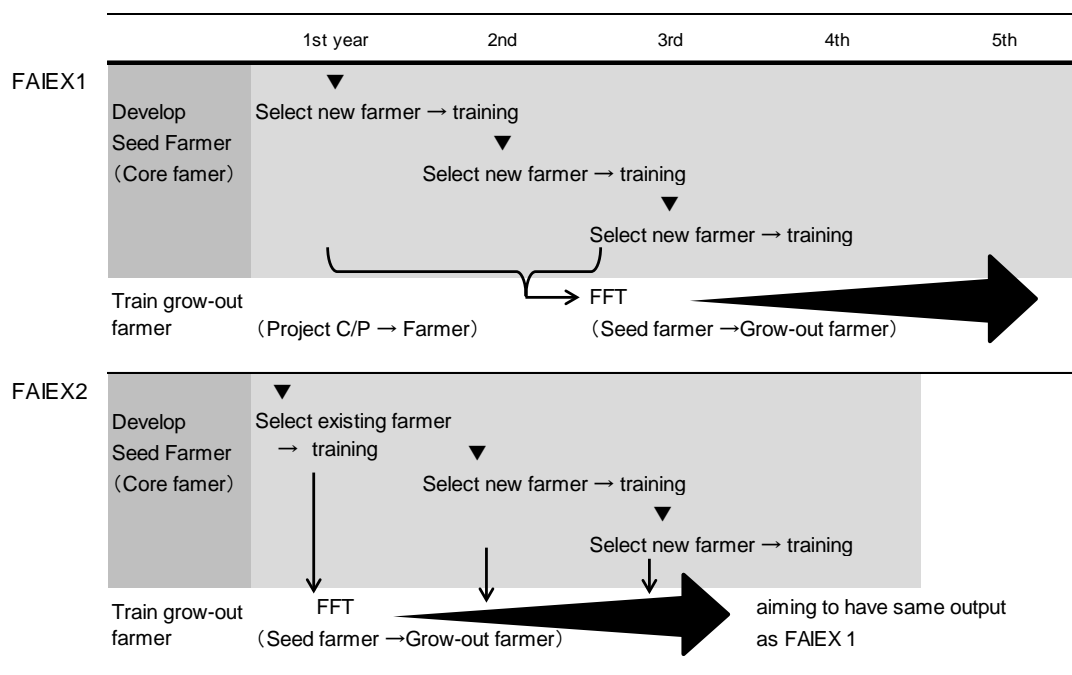 1st year 2nd 3rd 4th 5th
FAIEX1
▼
Develop Select new farmer → training
Seed Farmer ▼
（Core famer） Select new farmer → training
▼
Select new farmer → training
Train grow-out FFT
farmer （Project C/P → Farmer） （Seed farmer →Grow-out farmer）
FAIEX2 ▼
Develop Select existing farmer
Seed Farmer → training ▼
（Core famer） Select new farmer → training
▼
Select new farmer → training
Train grow-out FFT aiming to have same output
farmer （Seed farmer →Grow-out farmer） as FAIEX 1